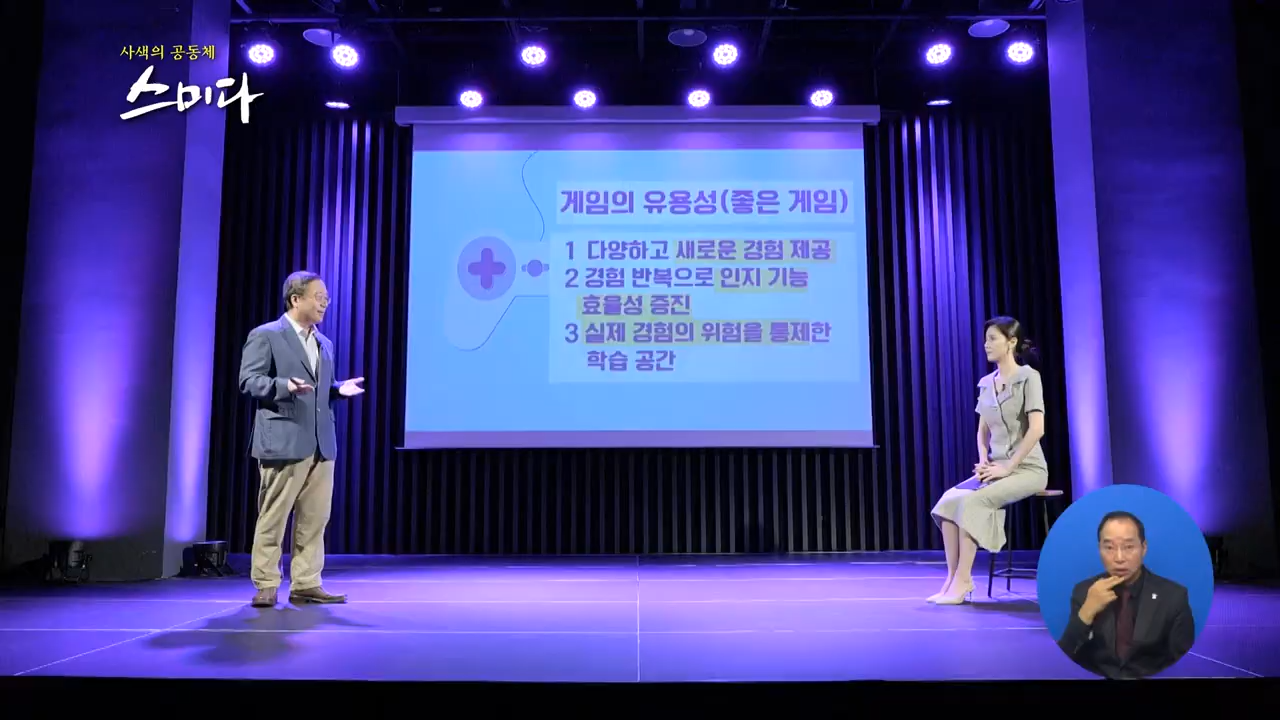 사색의 공동체
스미다
게임의 유용성(좋은 게임)
1 다양하고 새로운 경험 제공
2 경험 반복으로 인지 기능
효율성 증진
3 실제 경험의 위험을 통제한
학습 공간